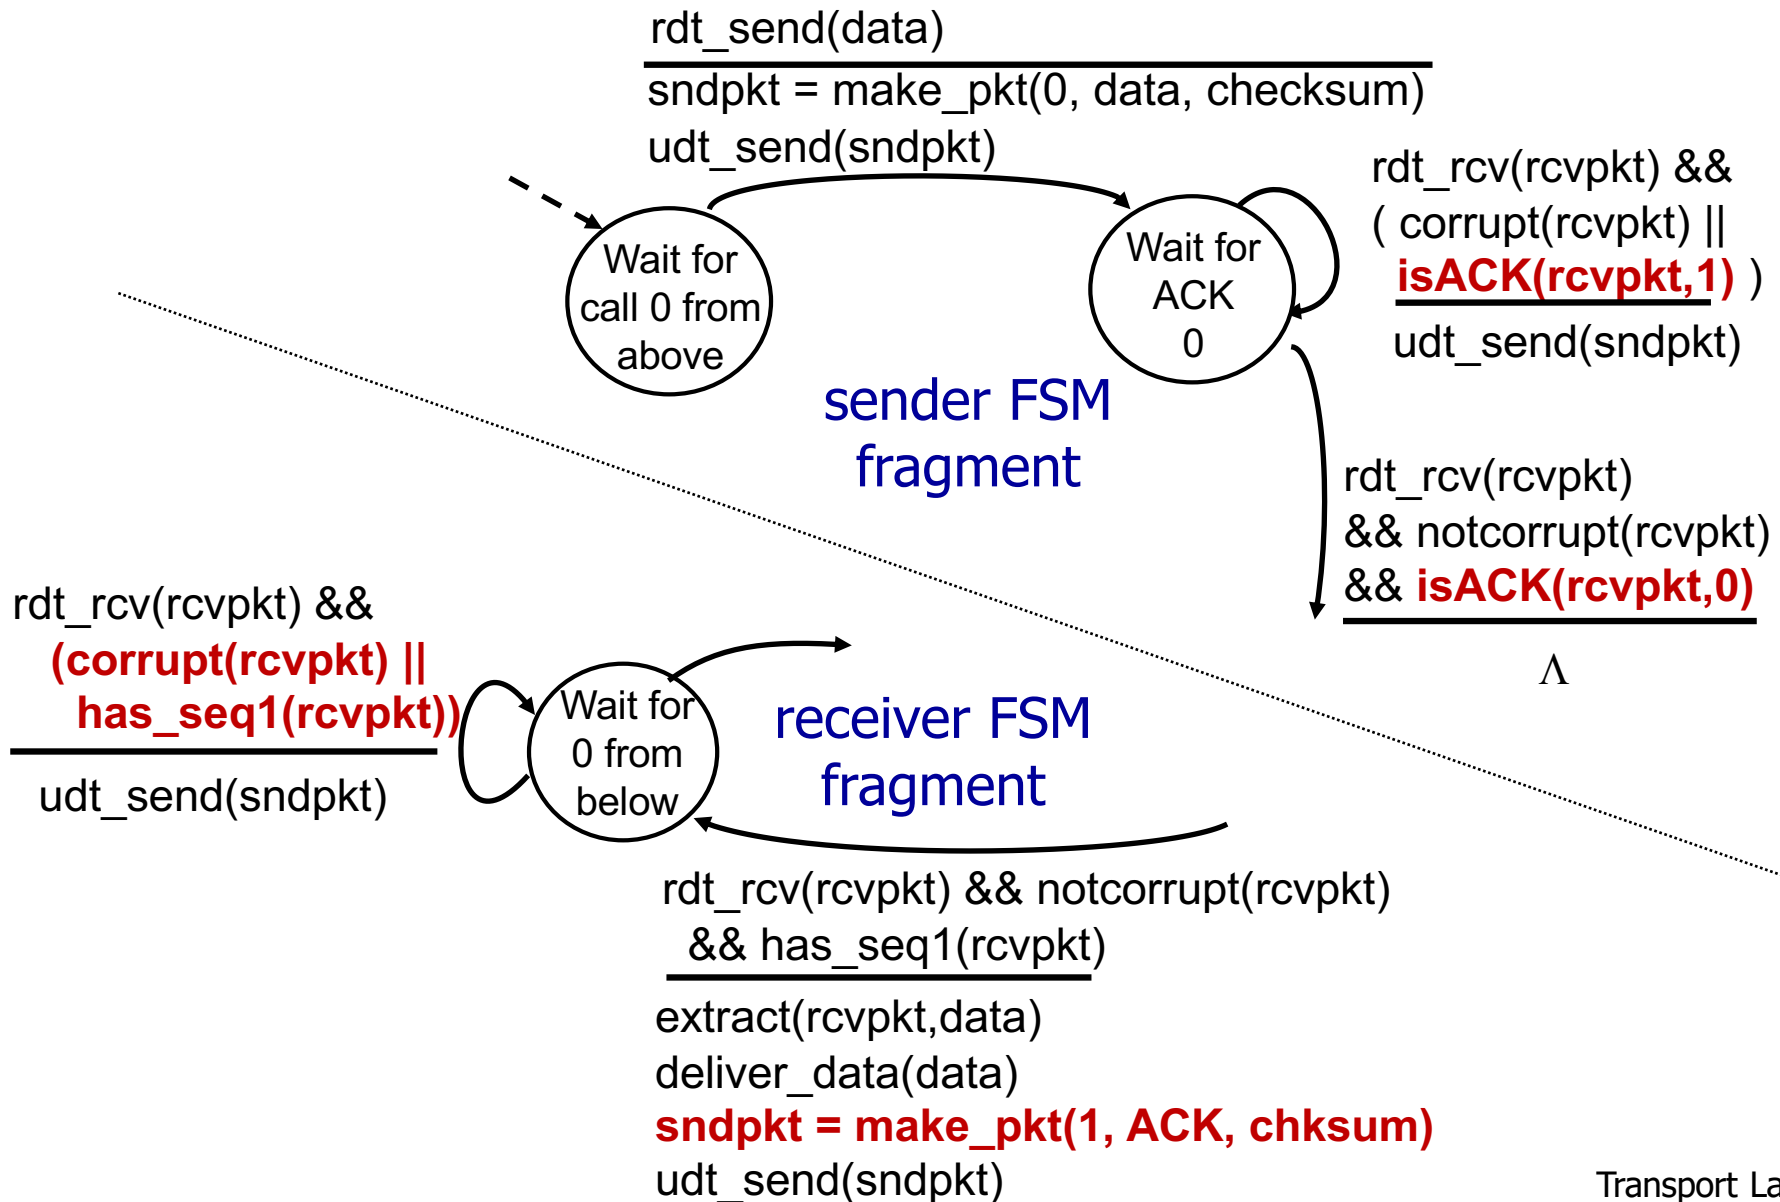 rdt_send(data)
sndpkt = make_pkt(0, data, checksum)
udt_send(sndpkt)
Wait for
call 0 from
above
Wait for
ACK
0
rdt_rcv(rcvpkt) &&
( corrupt(rcvpkt) ||
isACK(rcvpkt,1) )
udt_send(sndpkt)
sender FSM
fragment
rdt_rcv(rcvpkt)
&& notcorrupt(rcvpkt)
&& isACK(rcvpkt,0)
Λ
rdt_rcv(rcvpkt) &&
(corrupt(rcvpkt) ||
has_seq1(rcvpkt))
udt_send(sndpkt)
Wait for
0 from
below
receiver FSM
fragment
rdt_rcv(rcvpkt) && notcorrupt(rcvpkt)
&& has_seq1(rcvpkt)
extract(rcvpkt,data)
deliver_data(data)
sndpkt = make_pkt(1, ACK, chksum)
udt_send(sndpkt)
Transport La